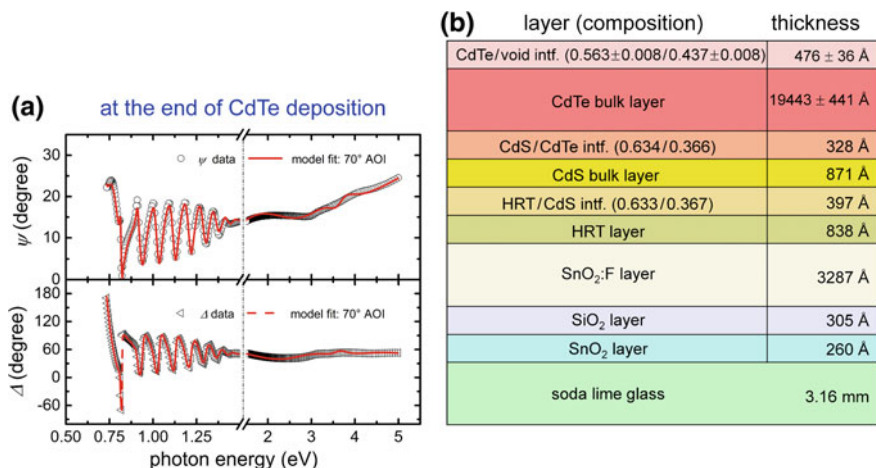 (a)
at the end of CdTe deposition
ψ data
model fit: 70° AOI
30
20
10
0
ψ (degree)
Δ data
model fit: 70° AOI
180
120
60
0
-60
Δ (degree)
0.50 0.75 1.00 1.25 2 3 4 5
photon energy (eV)
(b)
layer (composition) thickness
CdTe/void intf. (0.563±0.008/0.437±0.008) 476 ± 36 Å
CdTe bulk layer 19443 ± 441 Å
CdS/CdTe intf. (0.634/0.366) 328 Å
CdS bulk layer 871 Å
HRT/CdS intf. (0.633/0.367) 397 Å
HRT layer 838 Å
SnO₂:F layer 3287 Å
SiO₂ layer 305 Å
SnO₂ layer 260 Å
soda lime glass 3.16 mm